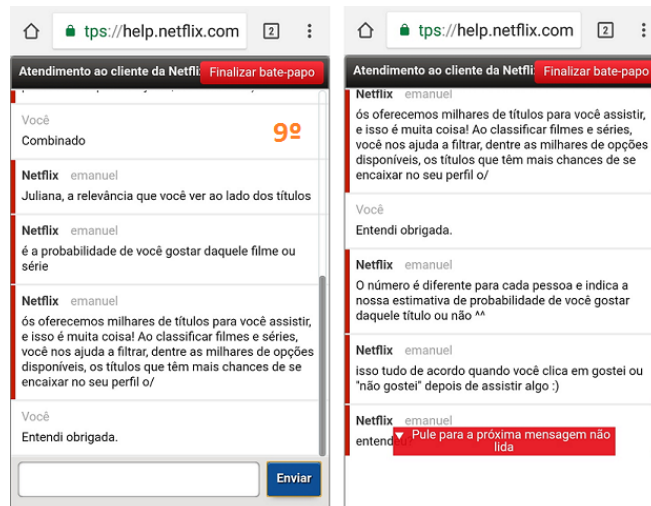 tps://help.netflix.com
2
Atendimento ao cliente da Netfli
Finalizar bate-papo
Você
Combinado
9º
Netflix emanuel
Juliana, a relevância que você ver ao lado dos títulos
Netflix emanuel
é a probabilidade de você gostar daquele filme ou
série
Netflix emanuel
ós oferecemos milhares de títulos para você assistir,
e isso é muita coisa! Ao classificar filmes e séries,
você nos ajuda a filtrar, dentre as milhares de opções
disponíveis, os títulos que têm mais chances de se
encaixar no seu perfil o/
Você
Entendi obrigada.
Enviar
tps://help.netflix.com
2
Atendimento ao cliente da Netfli
Finalizar bate-papo
Netflix emanuel
ós oferecemos milhares de títulos para você assistir,
e isso é muita coisa! Ao classificar filmes e séries,
você nos ajuda a filtrar, dentre as milhares de opções
disponíveis, os títulos que têm mais chances de se
encaixar no seu perfil o/
Você
Entendi obrigada.
Netflix emanuel
O número é diferente para cada pessoa e indica a
nossa estimativa de probabilidade de você gostar
daquele título ou não ^^
Netflix emanuel
isso tudo de acordo quando você clica em gostei ou
"não gostei" depois de assistir algo :)
Netflix emanuel
entendeu?
Pule para a próxima mensagem não
lida